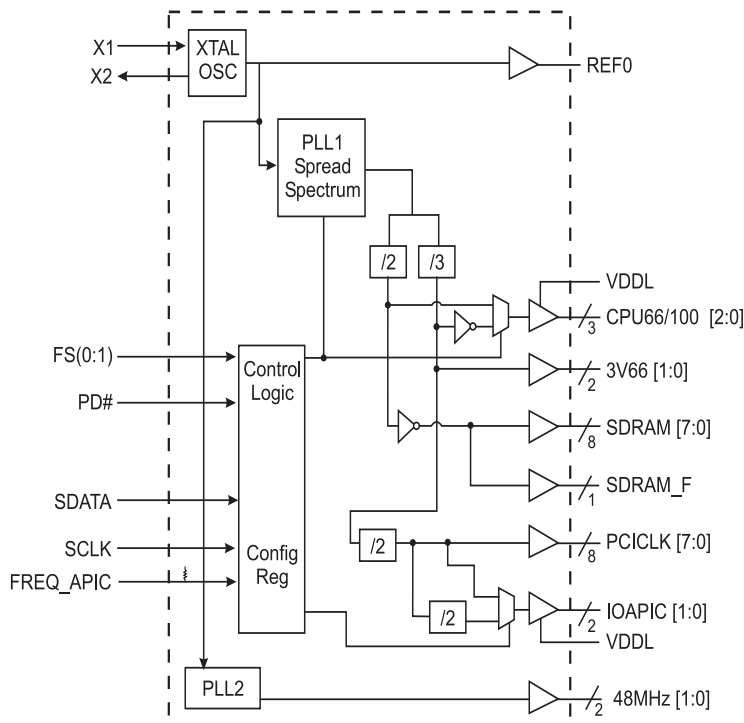 X1
X2
XTAL
OSC
REF0
PLL1
Spread
Spectrum
/2
/3
VDDL
CPU66/100 [2:0]
3
FS(0:1)
Control
Logic
3V66 [1:0]
2
PD#
SDRAM [7:0]
8
SDRAM_F
1
SDATA
SCLK
Config
Reg
/2
PCICLK [7:0]
8
FREQ_APIC
/2
IOAPIC [1:0]
2
VDDL
PLL2
48MHz [1:0]
2